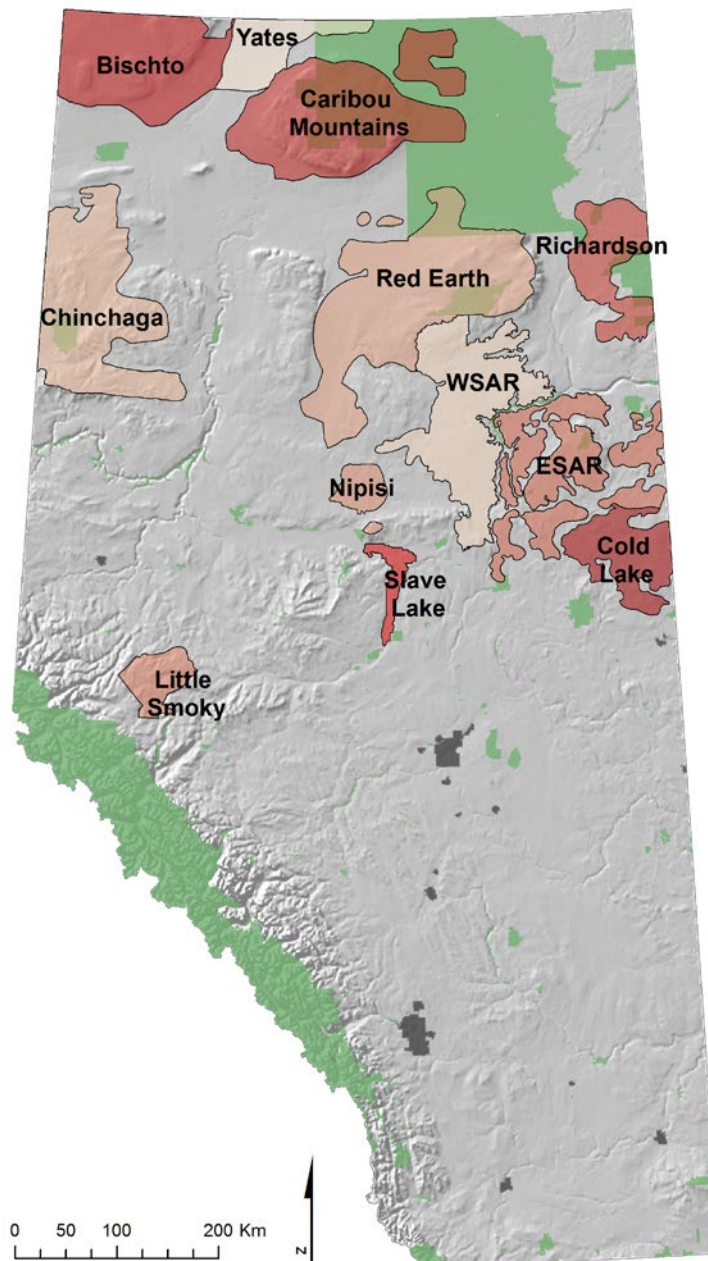 Yates
Bischto
Caribou
Mountains
Richardson
Red Earth
Chinchaga
WSAR
ESAR
Nipisi
Cold
Lake
Slave
Lake
Little
Smoky
0 50 100 200 Km
N